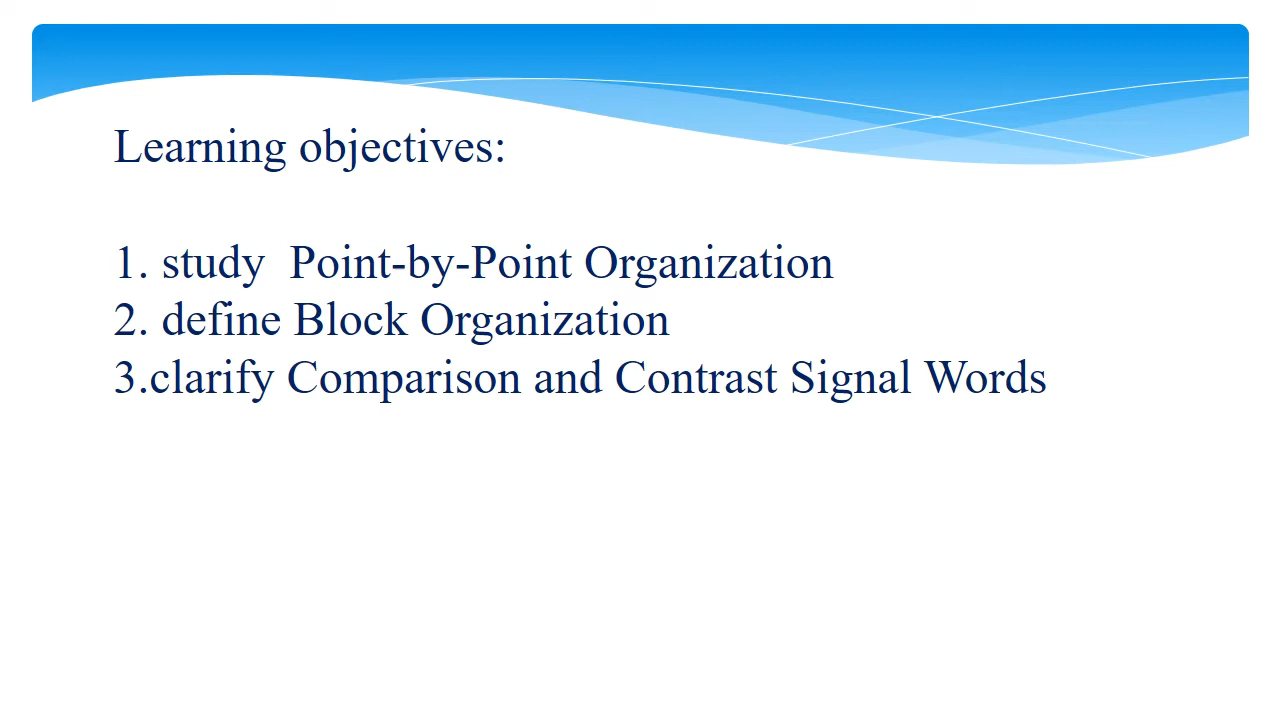 Learning objectives:
1. study  Point-by-Point Organization
2. define Block Organization
3.clarify Comparison and Contrast Signal Words